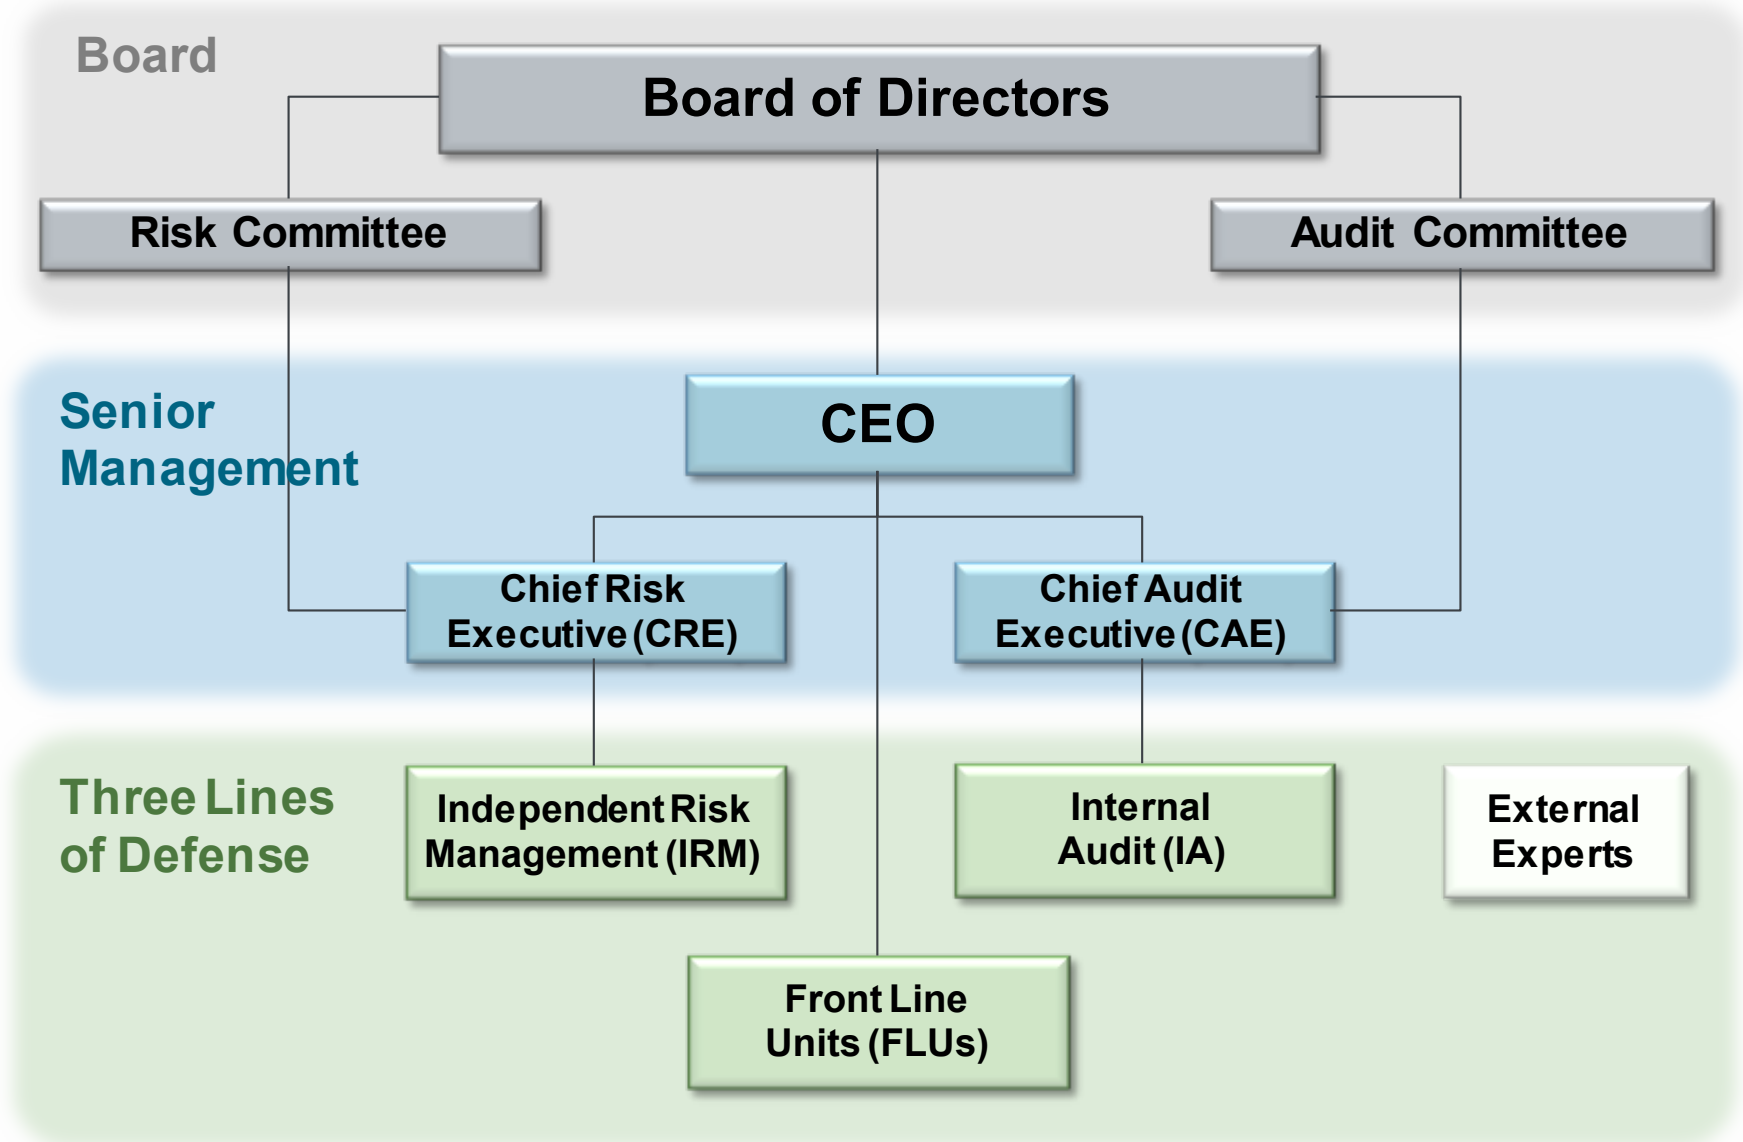 Board
Board of Directors
Risk Committee
Audit Committee
Senior
Management
CEO
Chief Risk
Executive (CRE)
Chief Audit
Executive (CAE)
Three Lines
of Defense
Independent Risk
Management (IRM)
Internal
Audit (IA)
External
Experts
Front Line
Units (FLUs)